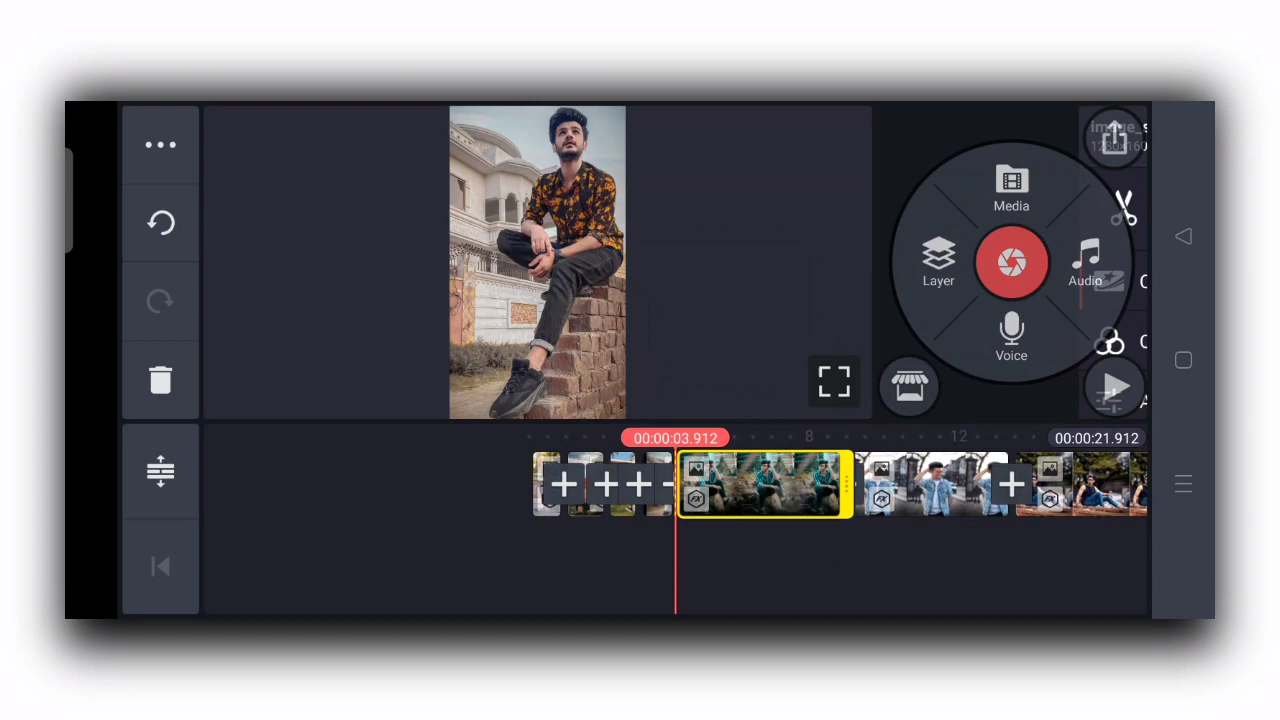 Media
Layer
Audio
Voice
00:00:03.912
8
12
00:00:21.912